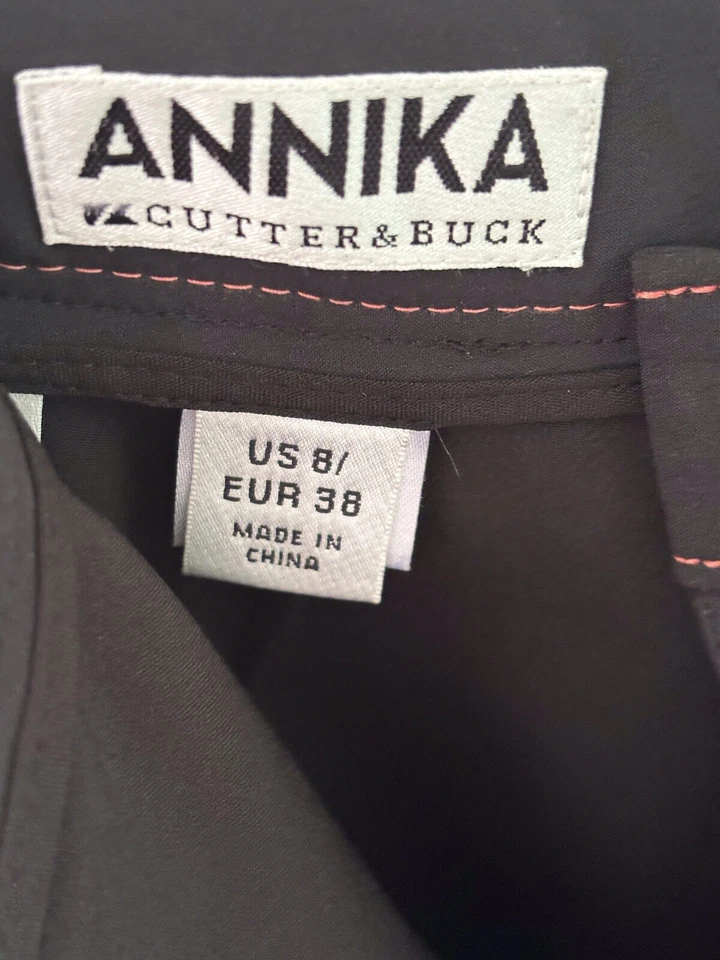 ANNIKA
CUTTER & BUCK
US 8/
EUR 38
MADE IN
CHINA